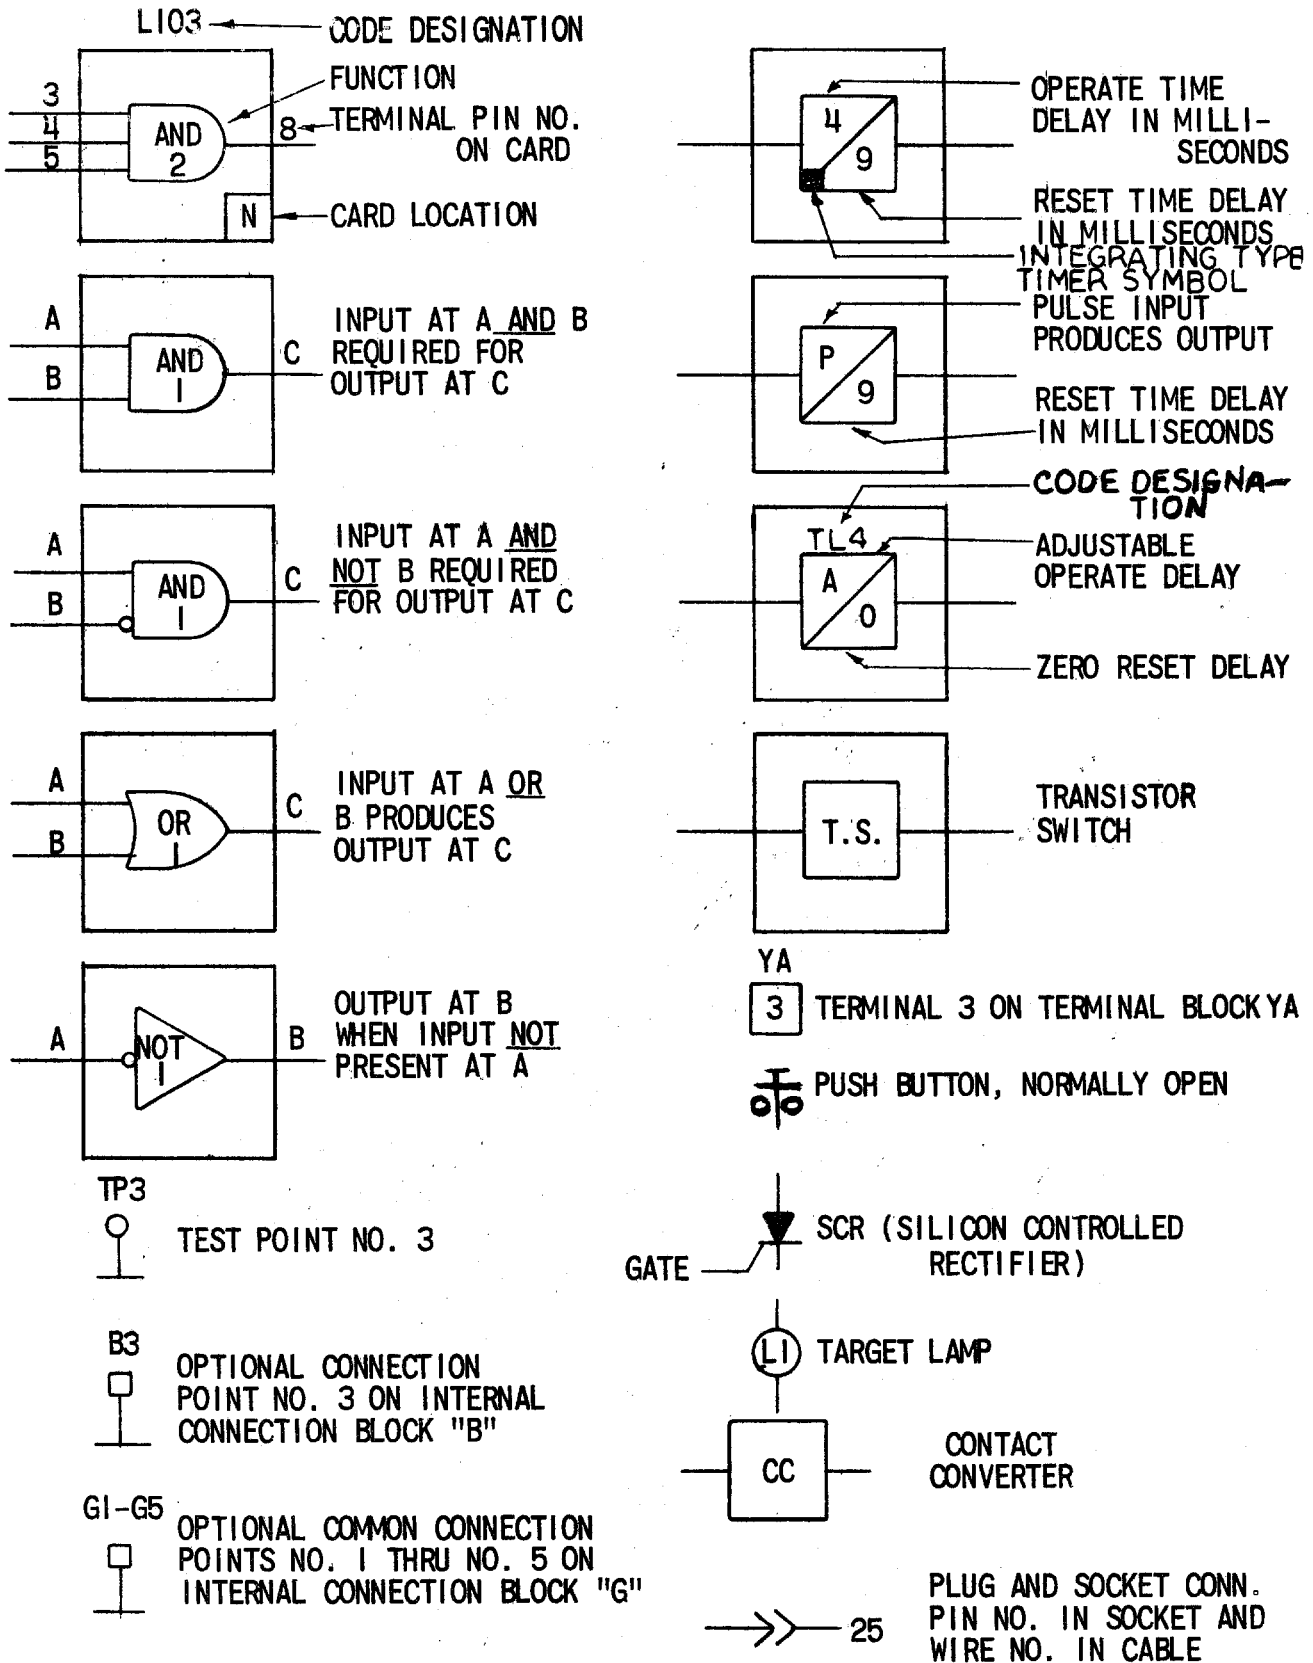 L103
CODE DESIGNATION
FUNCTION
3
4
5
AND
2
8
TERMINAL PIN NO.
ON CARD
N
CARD LOCATION
A
B
AND
1
C
INPUT AT A AND B
REQUIRED FOR
OUTPUT AT C
A
B
AND
1
C
INPUT AT A AND
NOT B REQUIRED
FOR OUTPUT AT C
A
B
OR
1
C
INPUT AT A OR
B PRODUCES
OUTPUT AT C
A
NOT
1
B
OUTPUT AT B
WHEN INPUT NOT
PRESENT AT A
TP3
TEST POINT NO. 3
B3
OPTIONAL CONNECTION
POINT NO. 3 ON INTERNAL
CONNECTION BLOCK "B"
G1-G5
OPTIONAL COMMON CONNECTION
POINTS NO. 1 THRU NO. 5 ON
INTERNAL CONNECTION BLOCK "G"
4
9
OPERATE TIME
DELAY IN MILLI-
SECONDS
RESET TIME DELAY
IN MILLISECONDS
INTEGRATING TYPE
TIMER SYMBOL
P
9
PULSE INPUT
PRODUCES OUTPUT
RESET TIME DELAY
IN MILLISECONDS
CODE DESIGNA-
TION
TL4
A
0
ADJUSTABLE
OPERATE DELAY
ZERO RESET DELAY
T.S.
TRANSISTOR
SWITCH
YA
3
TERMINAL 3 ON TERMINAL BLOCK YA
PUSH BUTTON, NORMALLY OPEN
GATE
SCR (SILICON CONTROLLED
RECTIFIER)
L1
TARGET LAMP
CC
CONTACT
CONVERTER
25
PLUG AND SOCKET CONN.
PIN NO. IN SOCKET AND
WIRE NO. IN CABLE